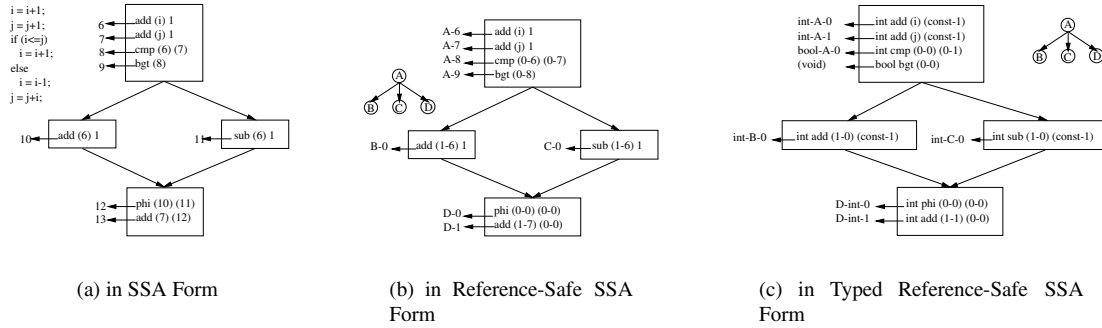 i = i+1;
j = j+1;
if (i<=j)
i = i+1;
else
i = i-1;
j = j+i;
6 add (i) 1
7 add (j) 1
8 cmp (6) (7)
9 bgt (8)
10 add (6) 1
11 sub (6) 1
12 phi (10) (11)
13 add (7) (12)
(a) in SSA Form
A-6 add (i) 1
A-7 add (j) 1
A-8 cmp (0-6) (0-7)
A-9 bgt (0-8)
A
B C D
B-0 add (1-6) 1
C-0 sub (1-6) 1
D-0 phi (0-0) (0-0)
D-1 add (1-7) (0-0)
(b) in Reference-Safe SSA
Form
int-A-0 int add (i) (const-1)
int-A-1 int add (j) (const-1)
bool-A-0 int cmp (0-0) (0-1)
(void) bool bgt (0-0)
A
B C D
int-B-0 int add (1-0) (const-1)
int-C-0 int sub (1-0) (const-1)
D-int-0 int phi (0-0) (0-0)
D-int-1 int add (1-1) (0-0)
(c) in Typed Reference-Safe SSA
Form